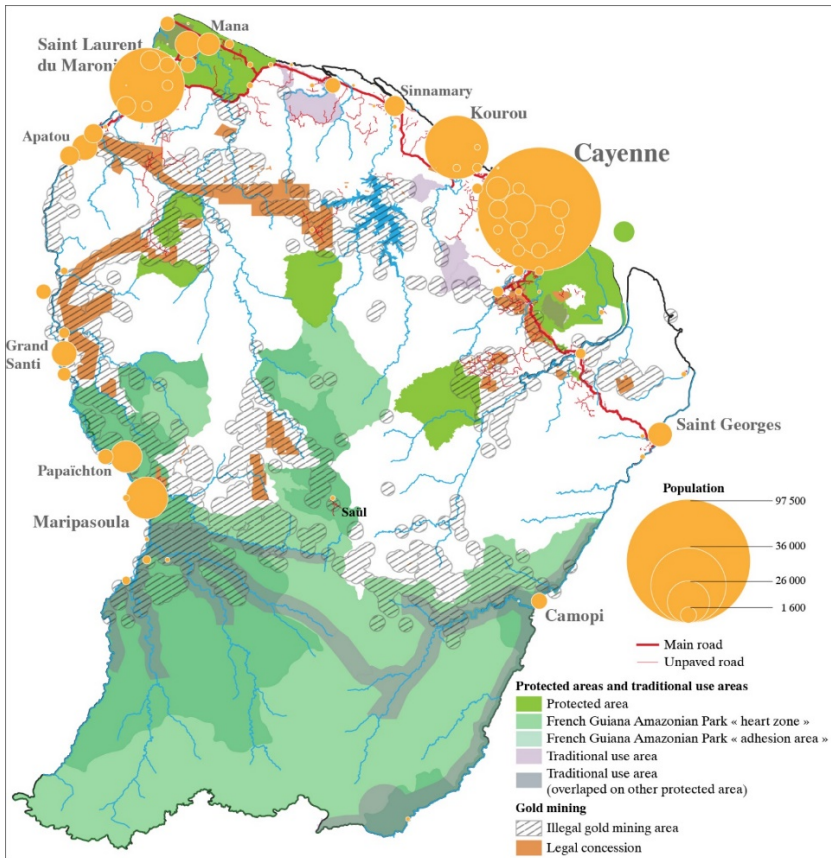 Mana
Saint Laurent
du Maroni
Sinnamary
Kourou
Apatou
Cayenne
Grand
Santi
Saint Georges
Papaïchton
Maripasoula
Saül
Camopi
Population
97 500
36 000
26 000
1 600
Main road
Unpaved road
Protected areas and traditional use areas
Protected area
French Guiana Amazonian Park « heart zone »
French Guiana Amazonian Park « adhesion area »
Traditional use area
Traditional use area
(overlaped on other protected area)
Gold mining
Illegal gold mining area
Legal concession